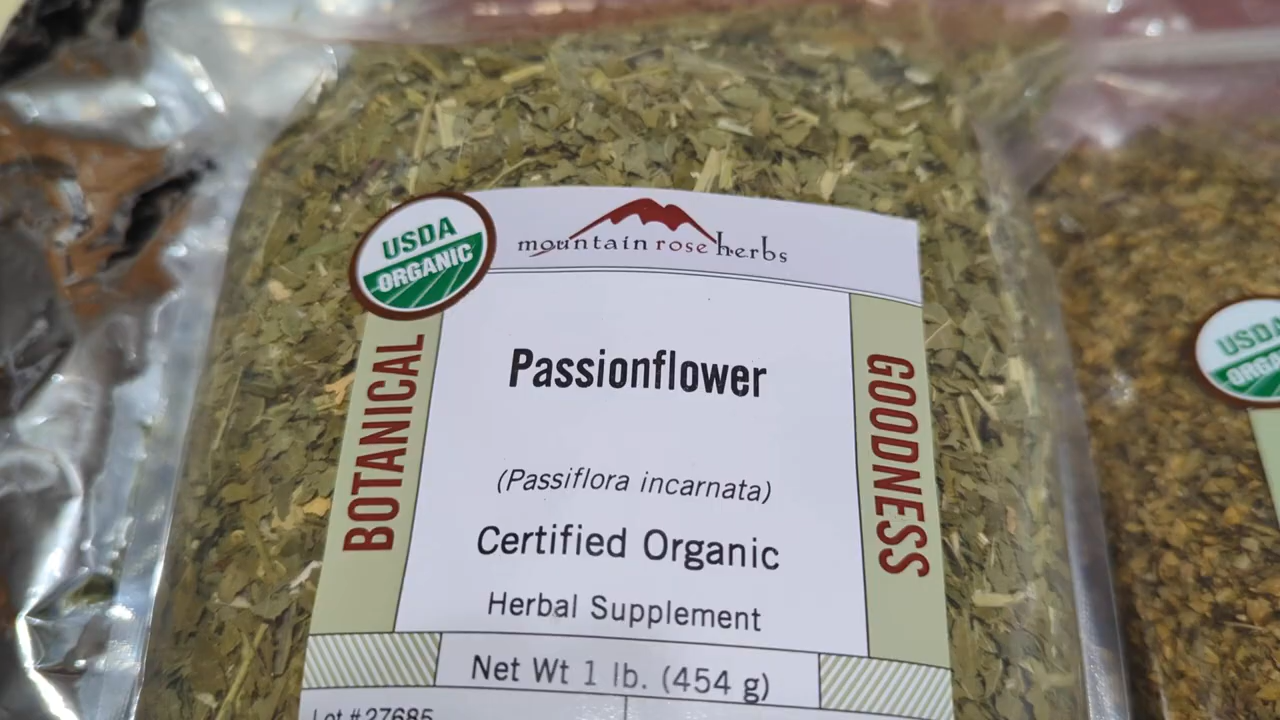 USDA
ORGANIC
mountain rose herbs
BOTANICAL
Passionflower
GOODNESS
(Passiflora incarnata)
Certified Organic
Herbal Supplement
Net Wt 1 lb. (454 g)
Lot #27685
USDA